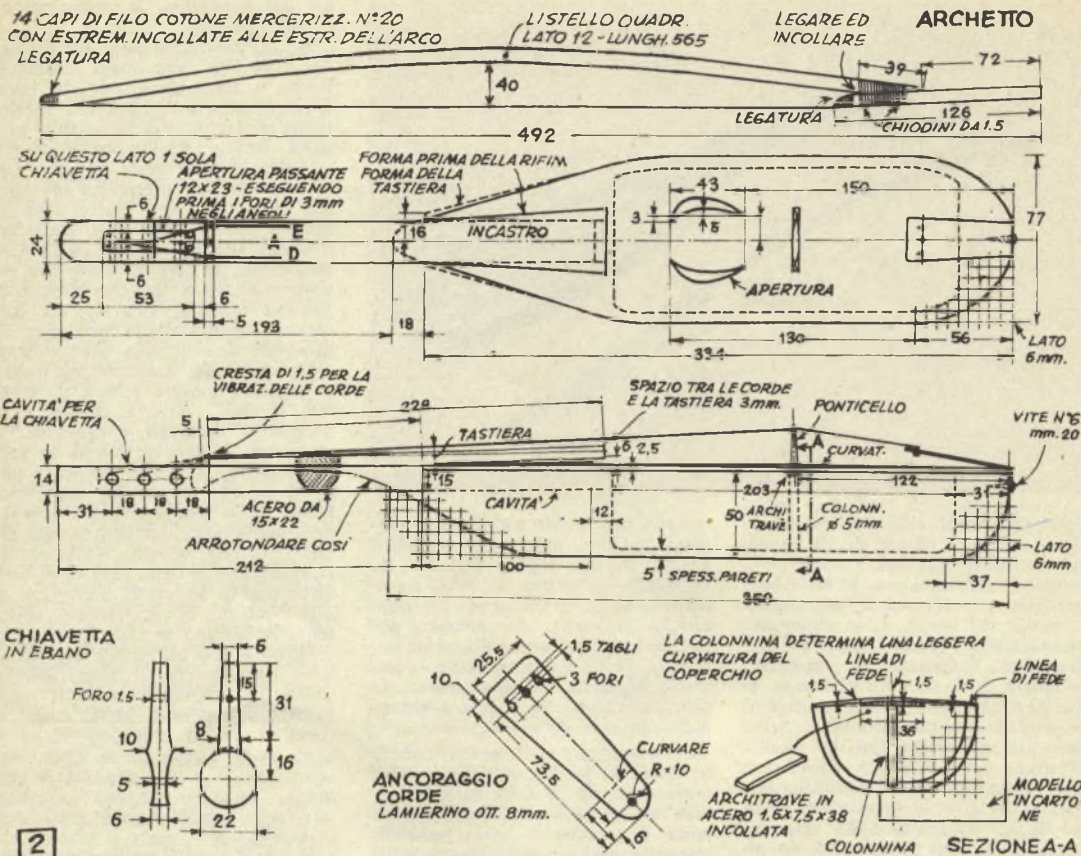 14 CAPI DI FILO COTONE MERCERIZZ. N:20
CON ESTREM. INCOLLATE ALLE ESTR. DELL'ARCO
LEGATURA
LISTELLO QUADR.
LATO 12 - LUNGH. 565
LEGARE ED
INCOLLARE
ARCHETTO
39
72
40
LEGATURA
126
CHIODINI DA 1.5
492
SU QUESTO LATO 1 SOLA
CHIAVETTA
APERTURA PASSANTE
12x23 - ESEGUENDO
PRIMA I FORI DI 3mm
NEGLI ANGOLI
FORMA PRIMA DELLA RIFIN.
FORMA DELLA
TASTIERA
6
24
E
D
6
25
53
6
5
193
18
16
INCASTRO
43
150
3
5
77
APERTURA
130
56
334
LATO
6mm.
CRESTA DI 1,5 PER LA
VIBRAZ. DELLE CORDE
SPAZIO TRA LE CORDE
E LA TASTIERA 3mm.
CAVITA' PER
LA CHIAVETTA
5
228
TASTIERA
PONTICELLO
VITE N°6
mm. 20
6
2,5
A
CURVAT.
14
31
18
18
18
ACERO DA
15x22
ARROTONDARE COSI'
15
CAVITA'
12
203
50
ARCHI
TRAVE
122
31
COLONN.
ø 5 mm
LATO
6mm
242
100
5
SPESS. PARETI
A
37
350
CHIAVETTA
IN EBANO
6
FORO 1.5
15
31
10
8
16
5
6
22
25,5
1,5 TAGLI
10
3 FORI
5
73,5
CURVARE
R=10
6
ANCORAGGIO
CORDE
LAMIERINO OTT. 8mm.
LA COLONNINA DETERMINA UNA LEGGERA
CURVATURA DEL
COPERCHIO
LINEA DI
FEDE
LINEA
DI FEDE
1,5
1,5
1,5
36
ARCHITRAVE IN
ACERO 1,6x7,5x38
INCOLLATA
COLONNINA
MODELLO
IN CARTO
NE
SEZIONE A-A
2